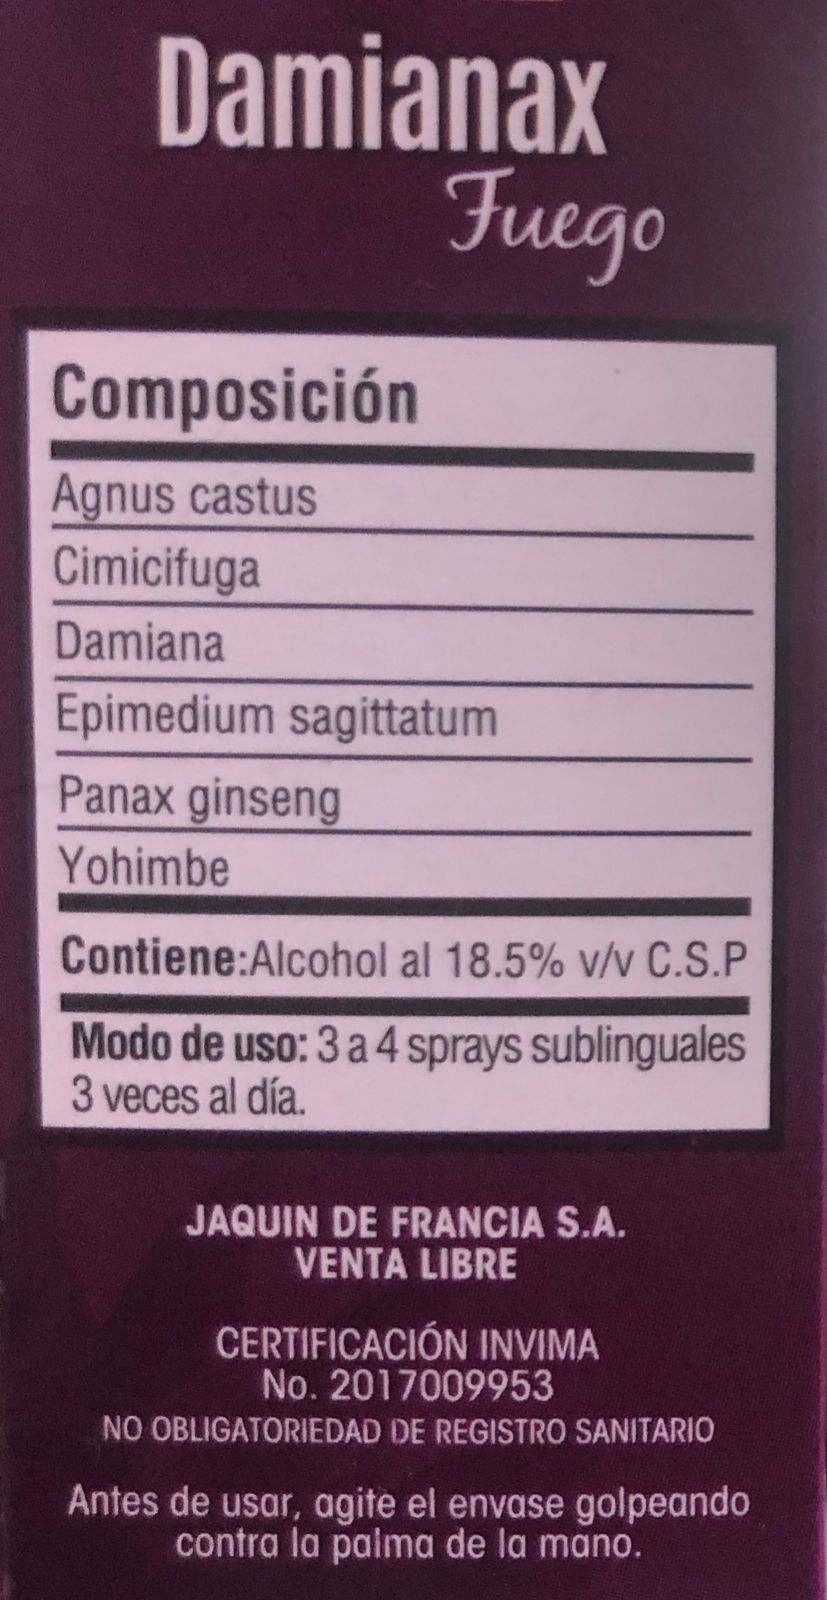 Damianax
Fuego
Composición
Agnus castus
Cimicifuga
Damiana
Epimedium sagittatum
Panax ginseng
Yohimbe
Contiene:Alcohol al 18.5% v/v C.S.P
Modo de uso: 3 a 4 sprays sublinguales
3 veces al día.
JAQUIN DE FRANCIA S.A.
VENTA LIBRE
CERTIFICACIÓN INVIMA
No. 2017009953
NO OBLIGATORIEDAD DE REGISTRO SANITARIO
Antes de usar, agite el envase golpeando
contra la palma de la mano.